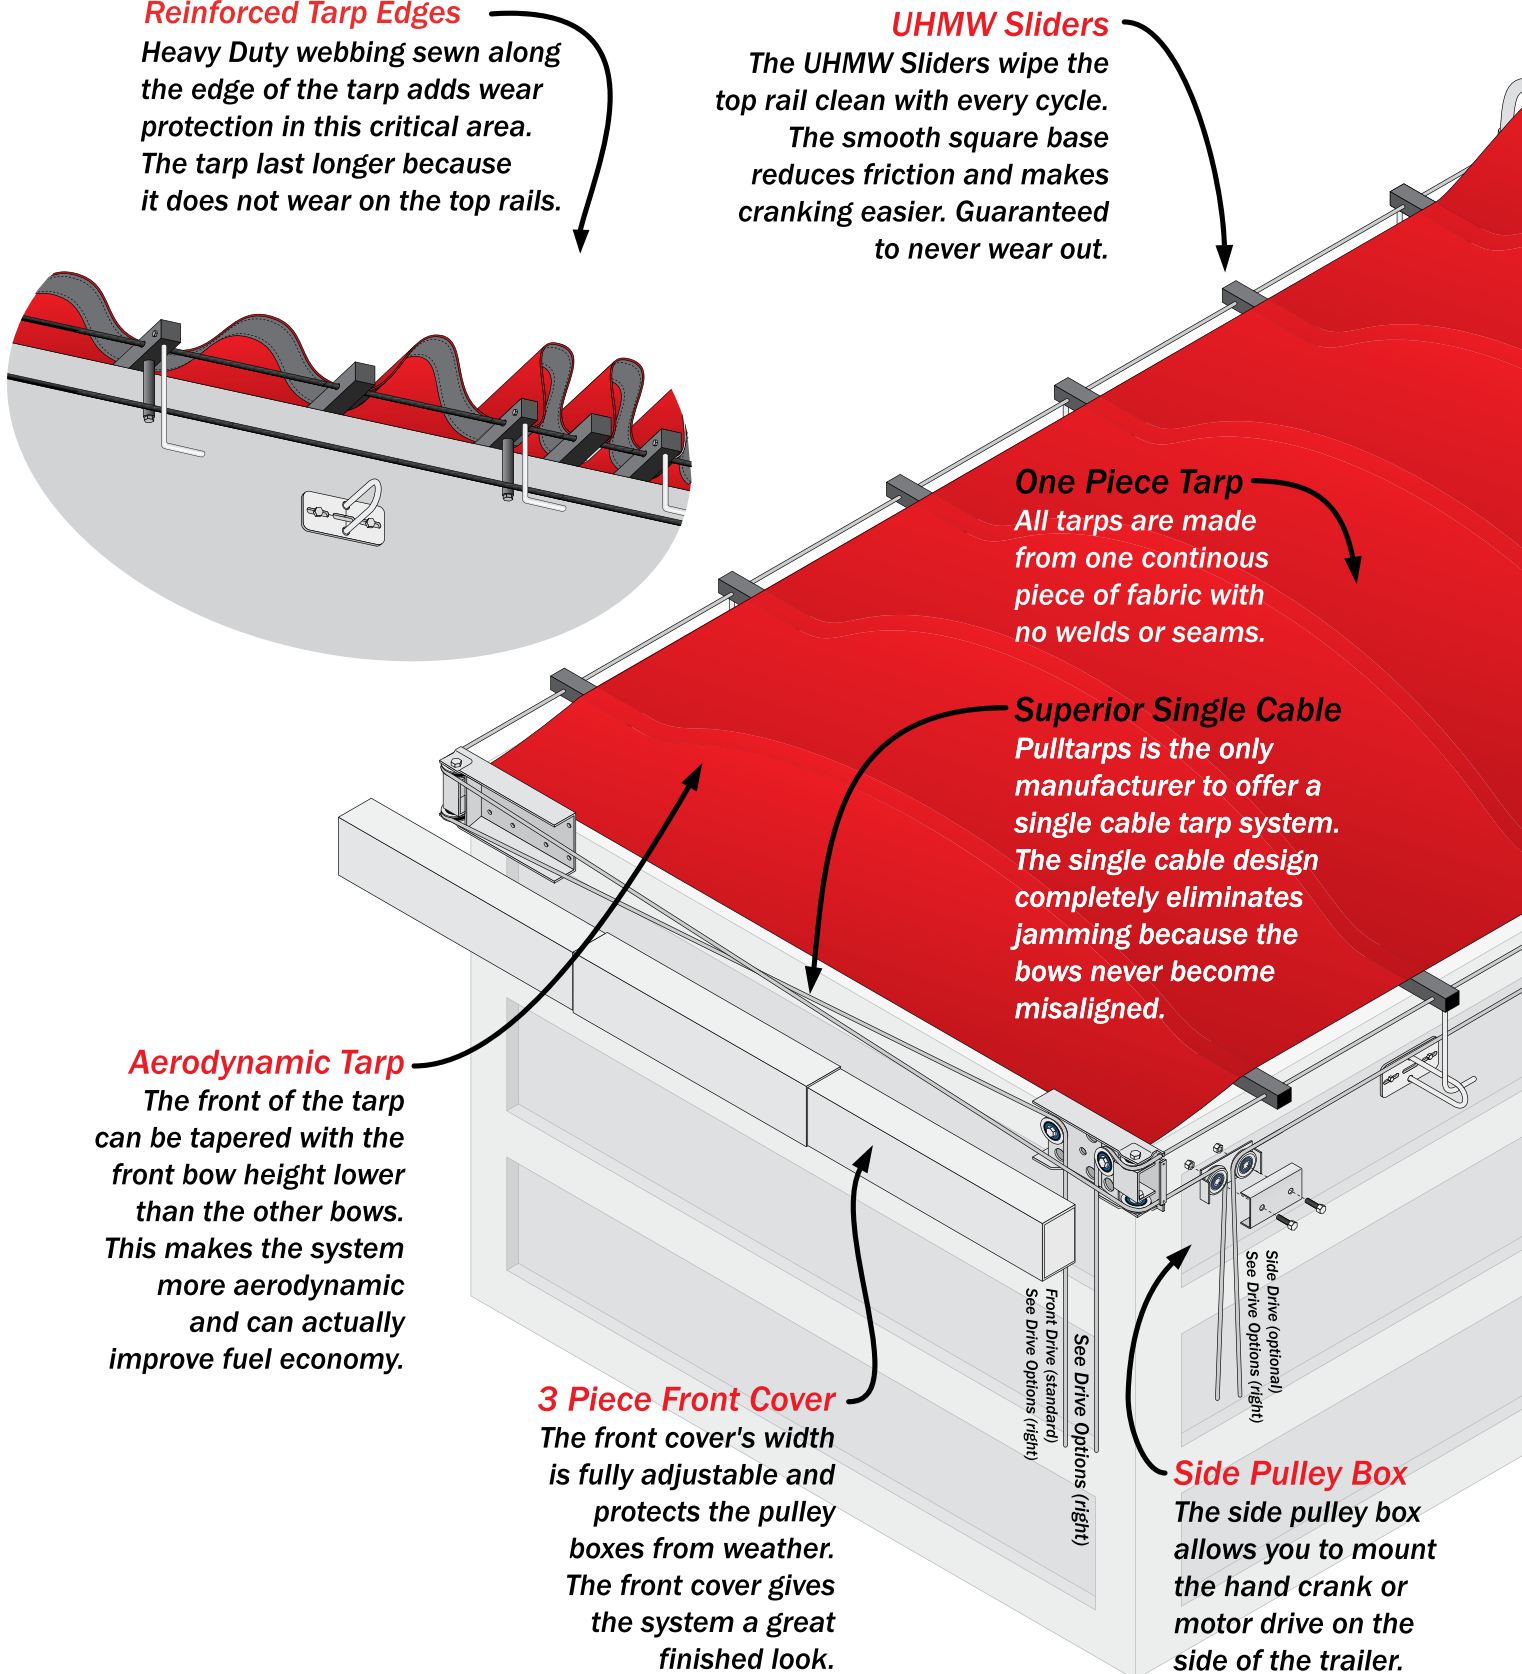 Reinforced Tarp Edges
Heavy Duty webbing sewn along
the edge of the tarp adds wear
protection in this critical area.
The tarp last longer because
it does not wear on the top rails.
UHMW Sliders
The UHMW Sliders wipe the
top rail clean with every cycle.
The smooth square base
reduces friction and makes
cranking easier. Guaranteed
to never wear out.
One Piece Tarp
All tarps are made
from one continous
piece of fabric with
no welds or seams.
Superior Single Cable
Pulltarps is the only
manufacturer to offer a
single cable tarp system.
The single cable design
completely eliminates
jamming because the
bows never become
misaligned.
Aerodynamic Tarp
The front of the tarp
can be tapered with the
front bow height lower
than the other bows.
This makes the system
more aerodynamic
and can actually
improve fuel economy.
3 Piece Front Cover
The front cover's width
is fully adjustable and
protects the pulley
boxes from weather.
The front cover gives
the system a great
finished look.
Front Drive (standard)
See Drive Options (right)
See Drive Options (right)
Side Drive (optional)
See Drive Options (right)
Side Pulley Box
The side pulley box
allows you to mount
the hand crank or
motor drive on the
side of the trailer.